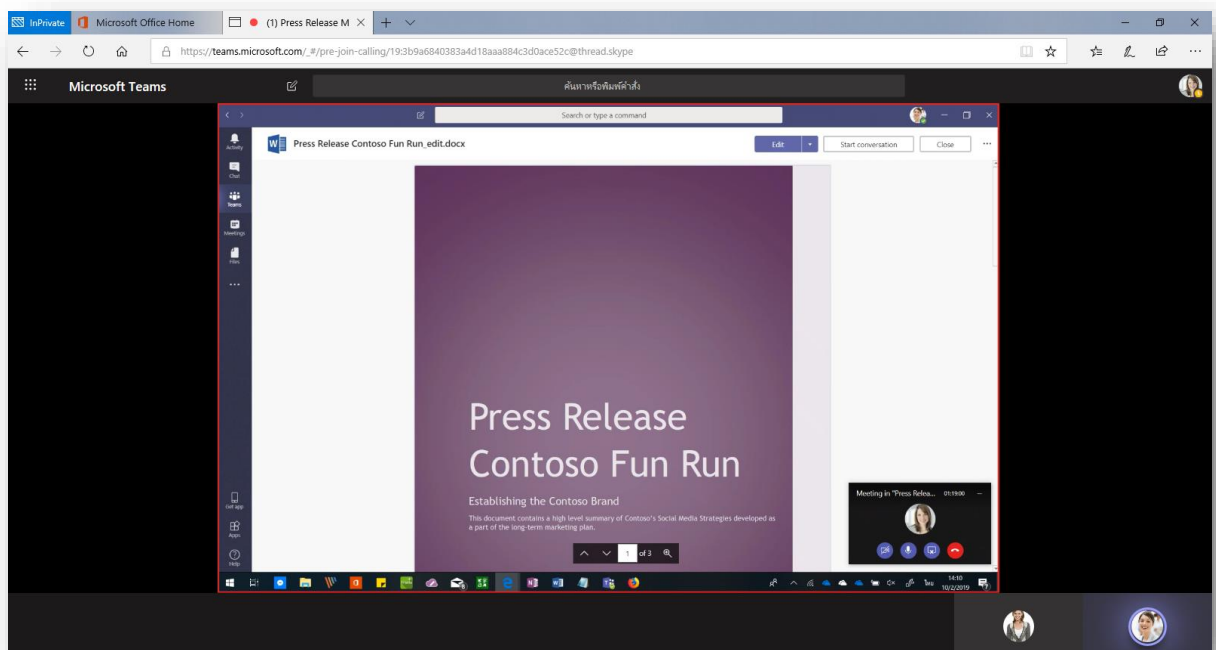 InPrivate Microsoft Office Home (1) Press Release M
https://teams.microsoft.com/_#/pre-join-calling/19:3b9a6840383a4d18aaa884c3d0ace52c@thread.skype
Microsoft Teams ค้นหาหรือพิมพ์คำสั่ง
Search or type a command
Activity
Chat
Teams
Meetings
Files
Press Release Contoso Fun Run_edit.docx Edit Start conversation Close
Press Release
Contoso Fun Run
Establishing the Contoso Brand
This document contains a high level summary of Contoso's Social Media Strategies developed as
a part of the long-term marketing plan.
1 of 3
Meeting in "Press Relea... 01:19:00
Get app
Apps
Help
ไทย 14:10
10/2/2019